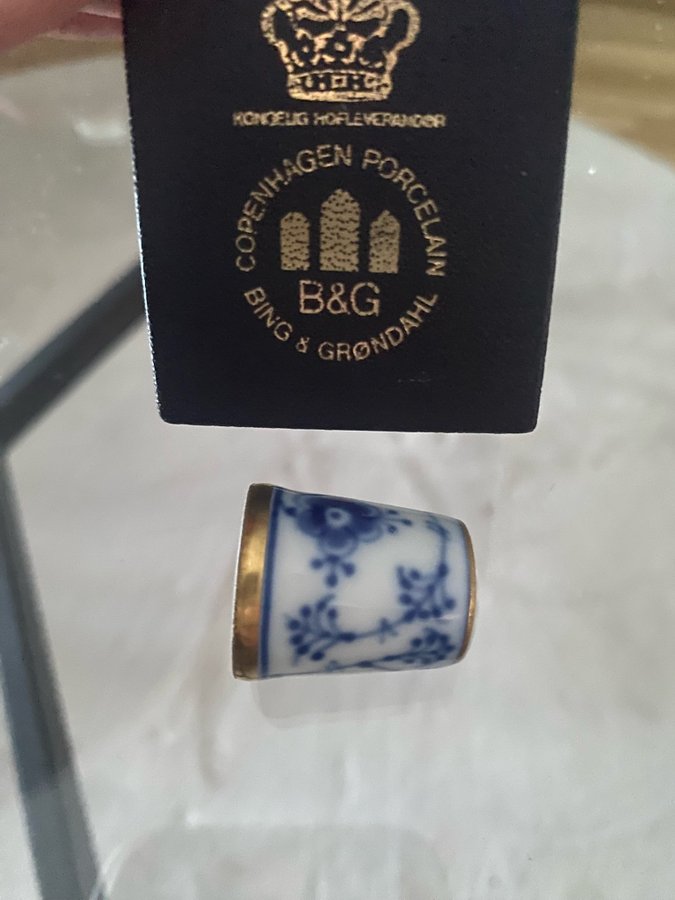 KONGELIG HOFLEVERANDØR
COPENHAGEN PORCELAIN
B&G
BING & GRØNDAHL